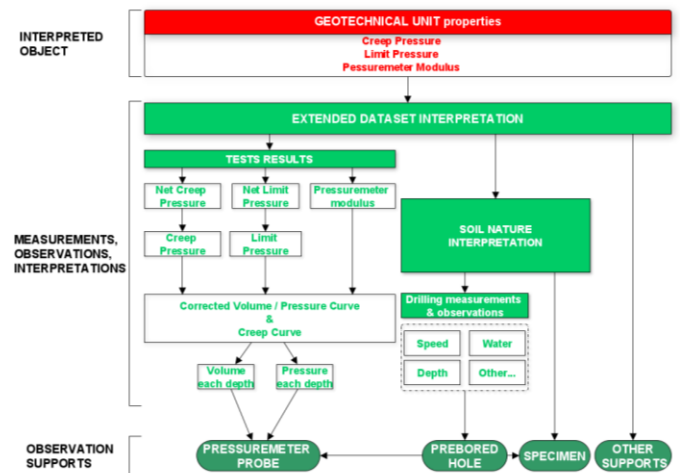 INTERPRETED
OBJECT
GEOTECHNICAL UNIT properties
Creep Pressure
Limit Pressure
Pessuremeter Modulus
MEASUREMENTS,
OBSERVATIONS,
INTERPRETATIONS
EXTENDED DATASET INTERPRETATION
TESTS RESULTS
Net Creep
Pressure
Net Limit
Pressure
Pressuremeter
modulus
Creep
Pressure
Limit
Pressure
SOIL NATURE
INTERPRETATION
Corrected Volume / Pressure Curve
&
Creep Curve
Drilling measurements
& observations
Speed
Water
Depth
Other...
Volume
each depth
Pressure
each depth
OBSERVATION
SUPPORTS
PRESSUREMETER
PROBE
PREBORED
HOLE
SPECIMEN
OTHER
SUPPORTS